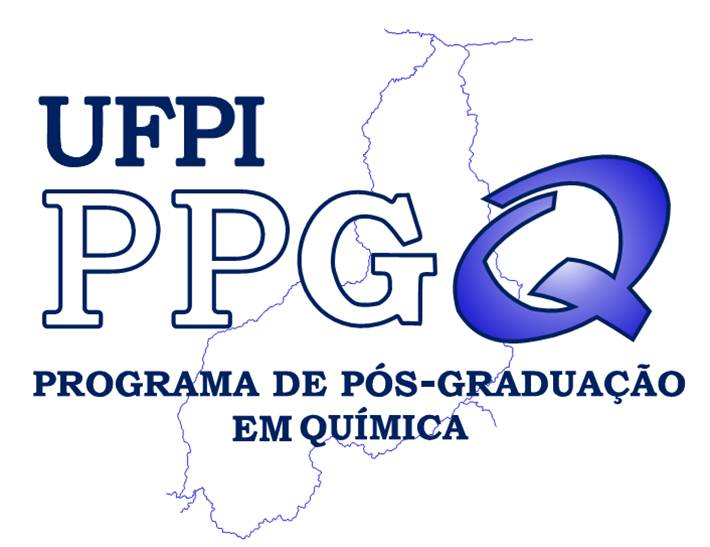 UFPI
PPGQ
PROGRAMA DE PÓS-GRADUAÇÃO
EM QUÍMICA